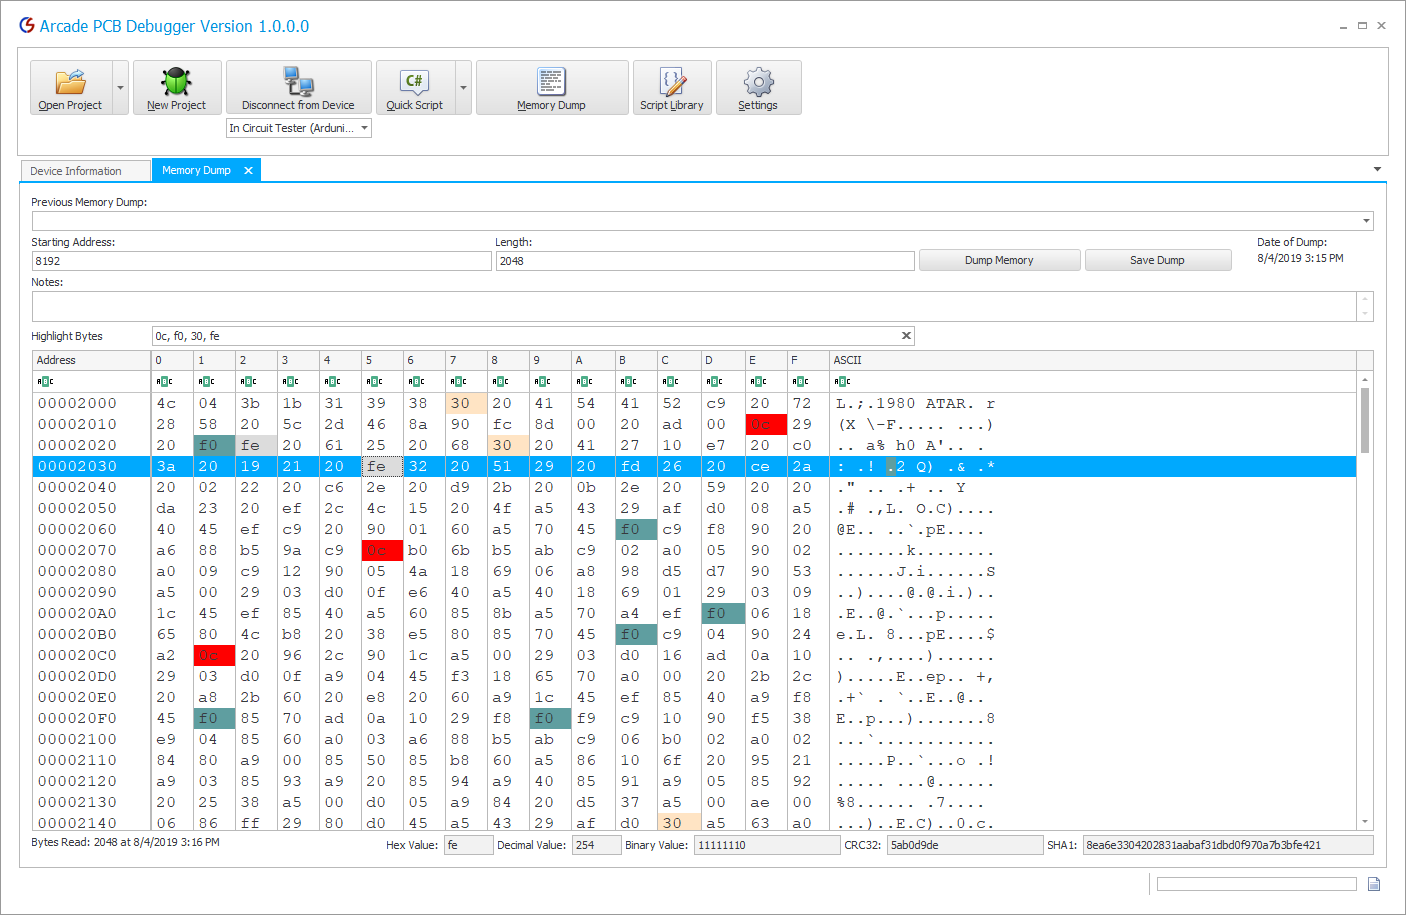 Arcade PCB Debugger Version 1.0.0.0
Open Project New Project Disconnect from Device C# Quick Script Memory Dump {} Script Library Settings
In Circuit Tester (Arduni...
Device Information Memory Dump
Previous Memory Dump:
Starting Address: Length: Date of Dump:
8192 2048 Dump Memory Save Dump 8/4/2019 3:15 PM
Notes:
Highlight Bytes 0c, f0, 30, fe
Address 0 1 2 3 4 5 6 7 8 9 A B C D E F ASCII
ABC ABC ABC ABC ABC ABC ABC ABC ABC ABC ABC ABC ABC ABC ABC ABC ABC ABC
00002000 4c 04 3b 1b 31 39 38 30 20 41 54 41 52 c9 20 72 L.;.1980 ATAR. r
00002010 28 58 20 5c 2d 46 8a 90 fc 8d 00 20 ad 00 0c 29 (X \-F..... ...)
00002020 20 f0 fe 20 61 25 20 68 30 20 41 27 10 e7 20 c0 .. a% h0 A'.. .
00002030 3a 20 19 21 20 fe 32 20 51 29 20 fd 26 20 ce 2a : .! .2 Q) .& .*
00002040 20 02 22 20 c6 2e 20 d9 2b 20 0b 2e 20 59 20 20 ." .. .+ .. Y
00002050 da 23 20 ef 2c 4c 15 20 4f a5 43 29 af d0 08 a5 .# .,L. O.C)....
00002060 40 45 ef c9 20 90 01 60 a5 70 45 f0 c9 f8 90 20 @E.. ..`.pE....
00002070 a6 88 b5 9a c9 0c b0 6b b5 ab c9 02 a0 05 90 02 .......k........
00002080 a0 09 c9 12 90 05 4a 18 69 06 a8 98 d5 d7 90 53 ......J.i......S
00002090 a5 00 29 03 d0 0f e6 40 a5 40 18 69 01 29 03 09 ..)....@.@.i.)..
000020A0 1c 45 ef 85 40 a5 60 85 8b a5 70 a4 ef f0 06 18 .E..@.`...p.....
000020B0 65 80 4c b8 20 38 e5 80 85 70 45 f0 c9 04 90 24 e.L. 8...pE....$
000020C0 a2 0c 20 96 2c 90 1c a5 00 29 03 d0 16 ad 0a 10 .. .,....)......
000020D0 29 03 d0 0f a9 04 45 f3 18 65 70 a0 00 20 2b 2c ).....E..ep.. +,
000020E0 20 a8 2b 60 20 e8 20 60 a9 1c 45 ef 85 40 a9 f8 .+` . `..E..@..
000020F0 45 f0 85 70 ad 0a 10 29 f8 f0 f9 c9 10 90 f5 38 E..p...).......8
00002100 e9 04 85 60 a0 03 a6 88 b5 ab c9 06 b0 02 a0 02 ...`............
00002110 84 80 a9 00 85 50 85 b8 60 a5 86 10 6f 20 95 21 .....P..`...o .!
00002120 a9 03 85 93 a9 20 85 94 a9 40 85 91 a9 05 85 92 ..... ...@......
00002130 20 25 38 a5 00 d0 05 a9 84 20 d5 37 a5 00 ae 00 %8...... .7....
00002140 06 86 ff 29 80 d0 45 a5 43 29 af d0 30 a5 63 a0 ...)..E.C)..0.c.
Bytes Read: 2048 at 8/4/2019 3:16 PM Hex Value: fe Decimal Value: 254 Binary Value: 11111110 CRC32: 5ab0d9de SHA1: 8ea6e3304202831aabaf31dbd0f970a7b3bfe421